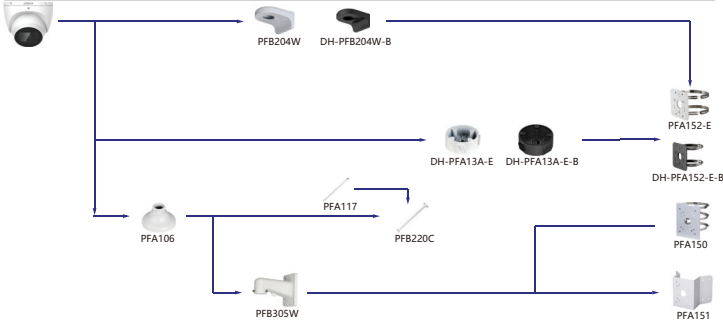 PFB204W
DH-PFB204W-B
PFA152-E
DH-PFA13A-E
DH-PFA13A-E-B
DH-PFA152-E-B
PFA117
PFA106
PFB220C
PFA150
PFB305W
PFA151